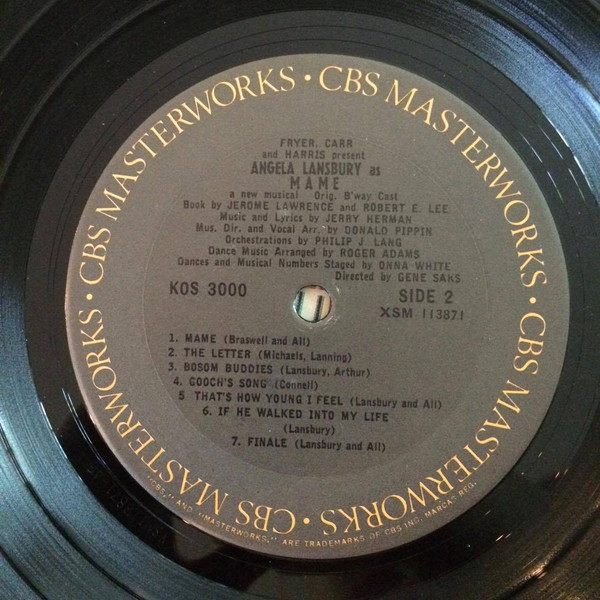 CBS MASTERWORKS • CBS MASTERWORKS • CBS MASTERWORKS • CBS MASTERWORKS •
FRYER, CARR
and HARRIS present
ANGELA LANSBURY as
MAME
a new musical Orig. B'way Cast
Book by JEROME LAWRENCE and ROBERT E. LEE
Music and Lyrics by JERRY HERMAN
Mus. Dir. and Vocal Arr. by DONALD PIPPIN
Orchestrations by PHILIP J. LANG
Dance Music Arranged by ROGER ADAMS
Dances and Musical Numbers Staged by ONNA WHITE
Directed by GENE SAKS
KOS 3000 SIDE 2
XSM 113871
1. MAME (Braswell and All)
2. THE LETTER (Michaels, Lanning)
3. BOSOM BUDDIES (Lansbury, Arthur)
4. GOOCH'S SONG (Connell)
5 THAT'S HOW YOUNG I FEEL (Lansbury and All)
6. IF HE WALKED INTO MY LIFE
(Lansbury)
7. FINALE (Lansbury and All)
"CBS," AND "MASTERWORKS," ARE TRADEMARKS OF CBS INC. MARCAS REG.